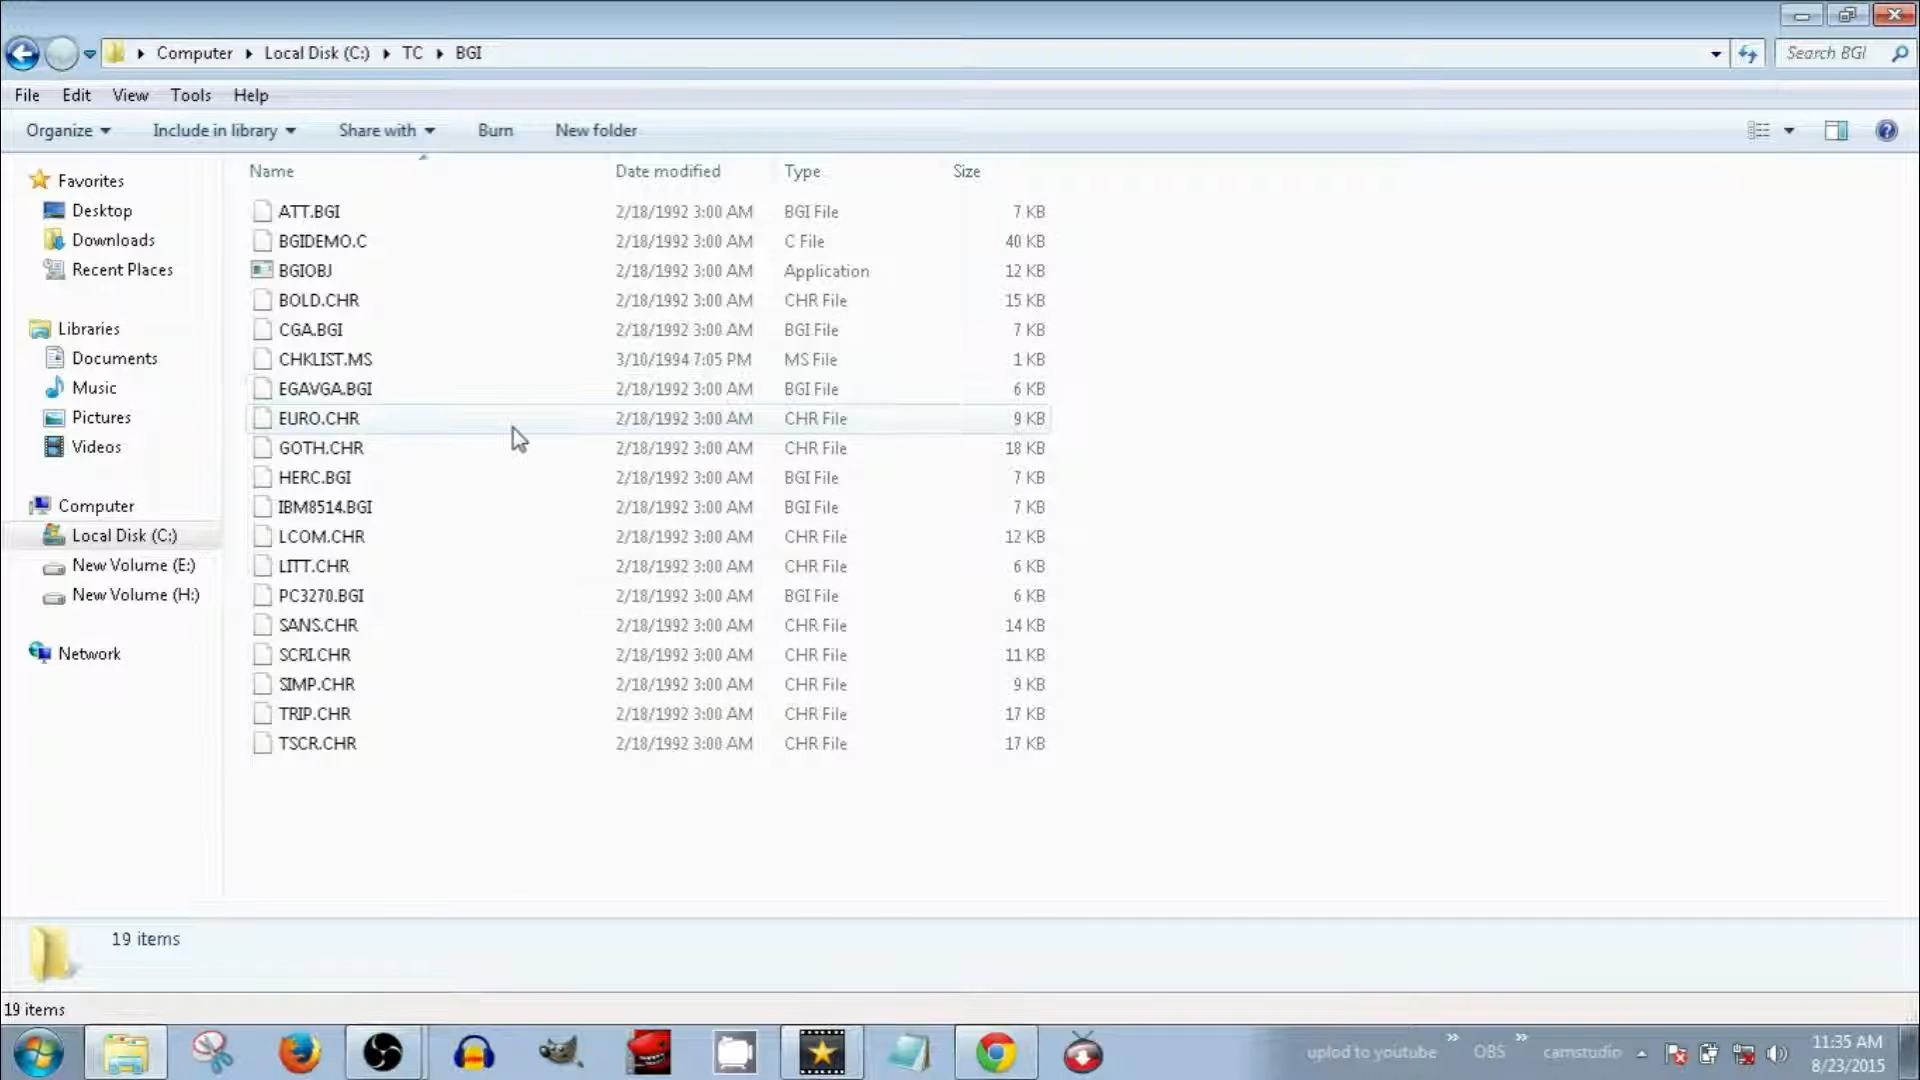 Computer Local Disk (C:) TC BGI
Search BGI
File Edit View Tools Help
Organize Include in library Share with Burn New folder
Name Date modified Type Size
Favorites
Desktop
Downloads
Recent Places
Libraries
Documents
Music
Pictures
Videos
Computer
Local Disk (C:)
New Volume (E:)
New Volume (H:)
Network
ATT.BGI 2/18/1992 3:00 AM BGI File 7 KB
BGIDEMO.C 2/18/1992 3:00 AM C File 40 KB
BGIOBJ 2/18/1992 3:00 AM Application 12 KB
BOLD.CHR 2/18/1992 3:00 AM CHR File 15 KB
CGA.BGI 2/18/1992 3:00 AM BGI File 7 KB
CHKLIST.MS 3/10/1994 7:05 PM MS File 1 KB
EGAVGA.BGI 2/18/1992 3:00 AM BGI File 6 KB
EURO.CHR 2/18/1992 3:00 AM CHR File 9 KB
GOTH.CHR 2/18/1992 3:00 AM CHR File 18 KB
HERC.BGI 2/18/1992 3:00 AM BGI File 7 KB
IBM8514.BGI 2/18/1992 3:00 AM BGI File 7 KB
LCOM.CHR 2/18/1992 3:00 AM CHR File 12 KB
LITT.CHR 2/18/1992 3:00 AM CHR File 6 KB
PC3270.BGI 2/18/1992 3:00 AM BGI File 6 KB
SANS.CHR 2/18/1992 3:00 AM CHR File 14 KB
SCRI.CHR 2/18/1992 3:00 AM CHR File 11 KB
SIMP.CHR 2/18/1992 3:00 AM CHR File 9 KB
TRIP.CHR 2/18/1992 3:00 AM CHR File 17 KB
TSCR.CHR 2/18/1992 3:00 AM CHR File 17 KB
19 items
19 items
uplod to youtube » OBS » camstudio
11:35 AM
8/23/2015